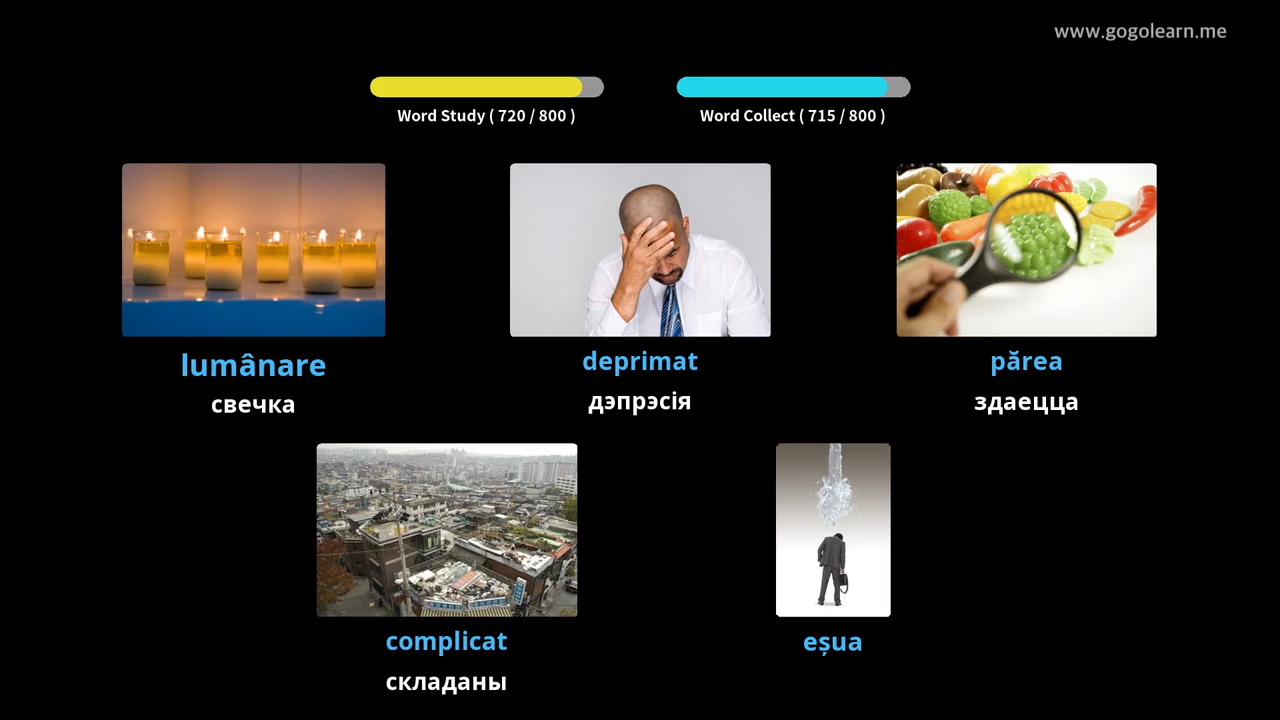 www.gogolearn.me
Word Study ( 720 / 800 )
Word Collect ( 715 / 800 )
lumânare
свечка
deprimat
дэпрэсія
părea
здаецца
complicat
складаны
eșua